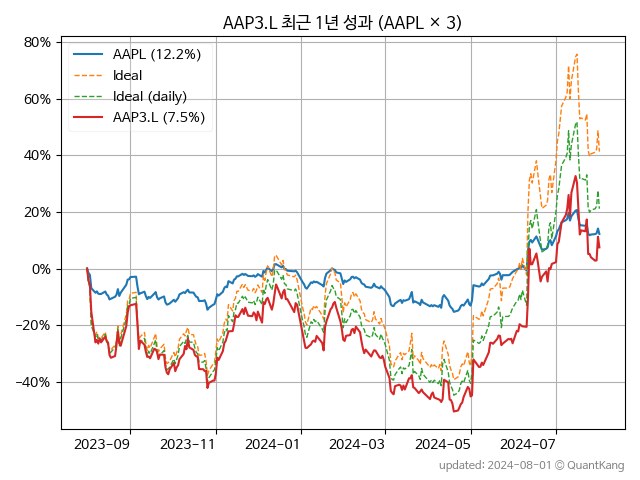 AAP3.L 최근 1년 성과 (AAPL × 3)
80%
60%
40%
20%
0%
−20%
−40%
AAPL (12.2%)
Ideal
Ideal (daily)
AAP3.L (7.5%)
2023-09 2023-11 2024-01 2024-03 2024-05 2024-07
updated: 2024-08-01 © QuantKang